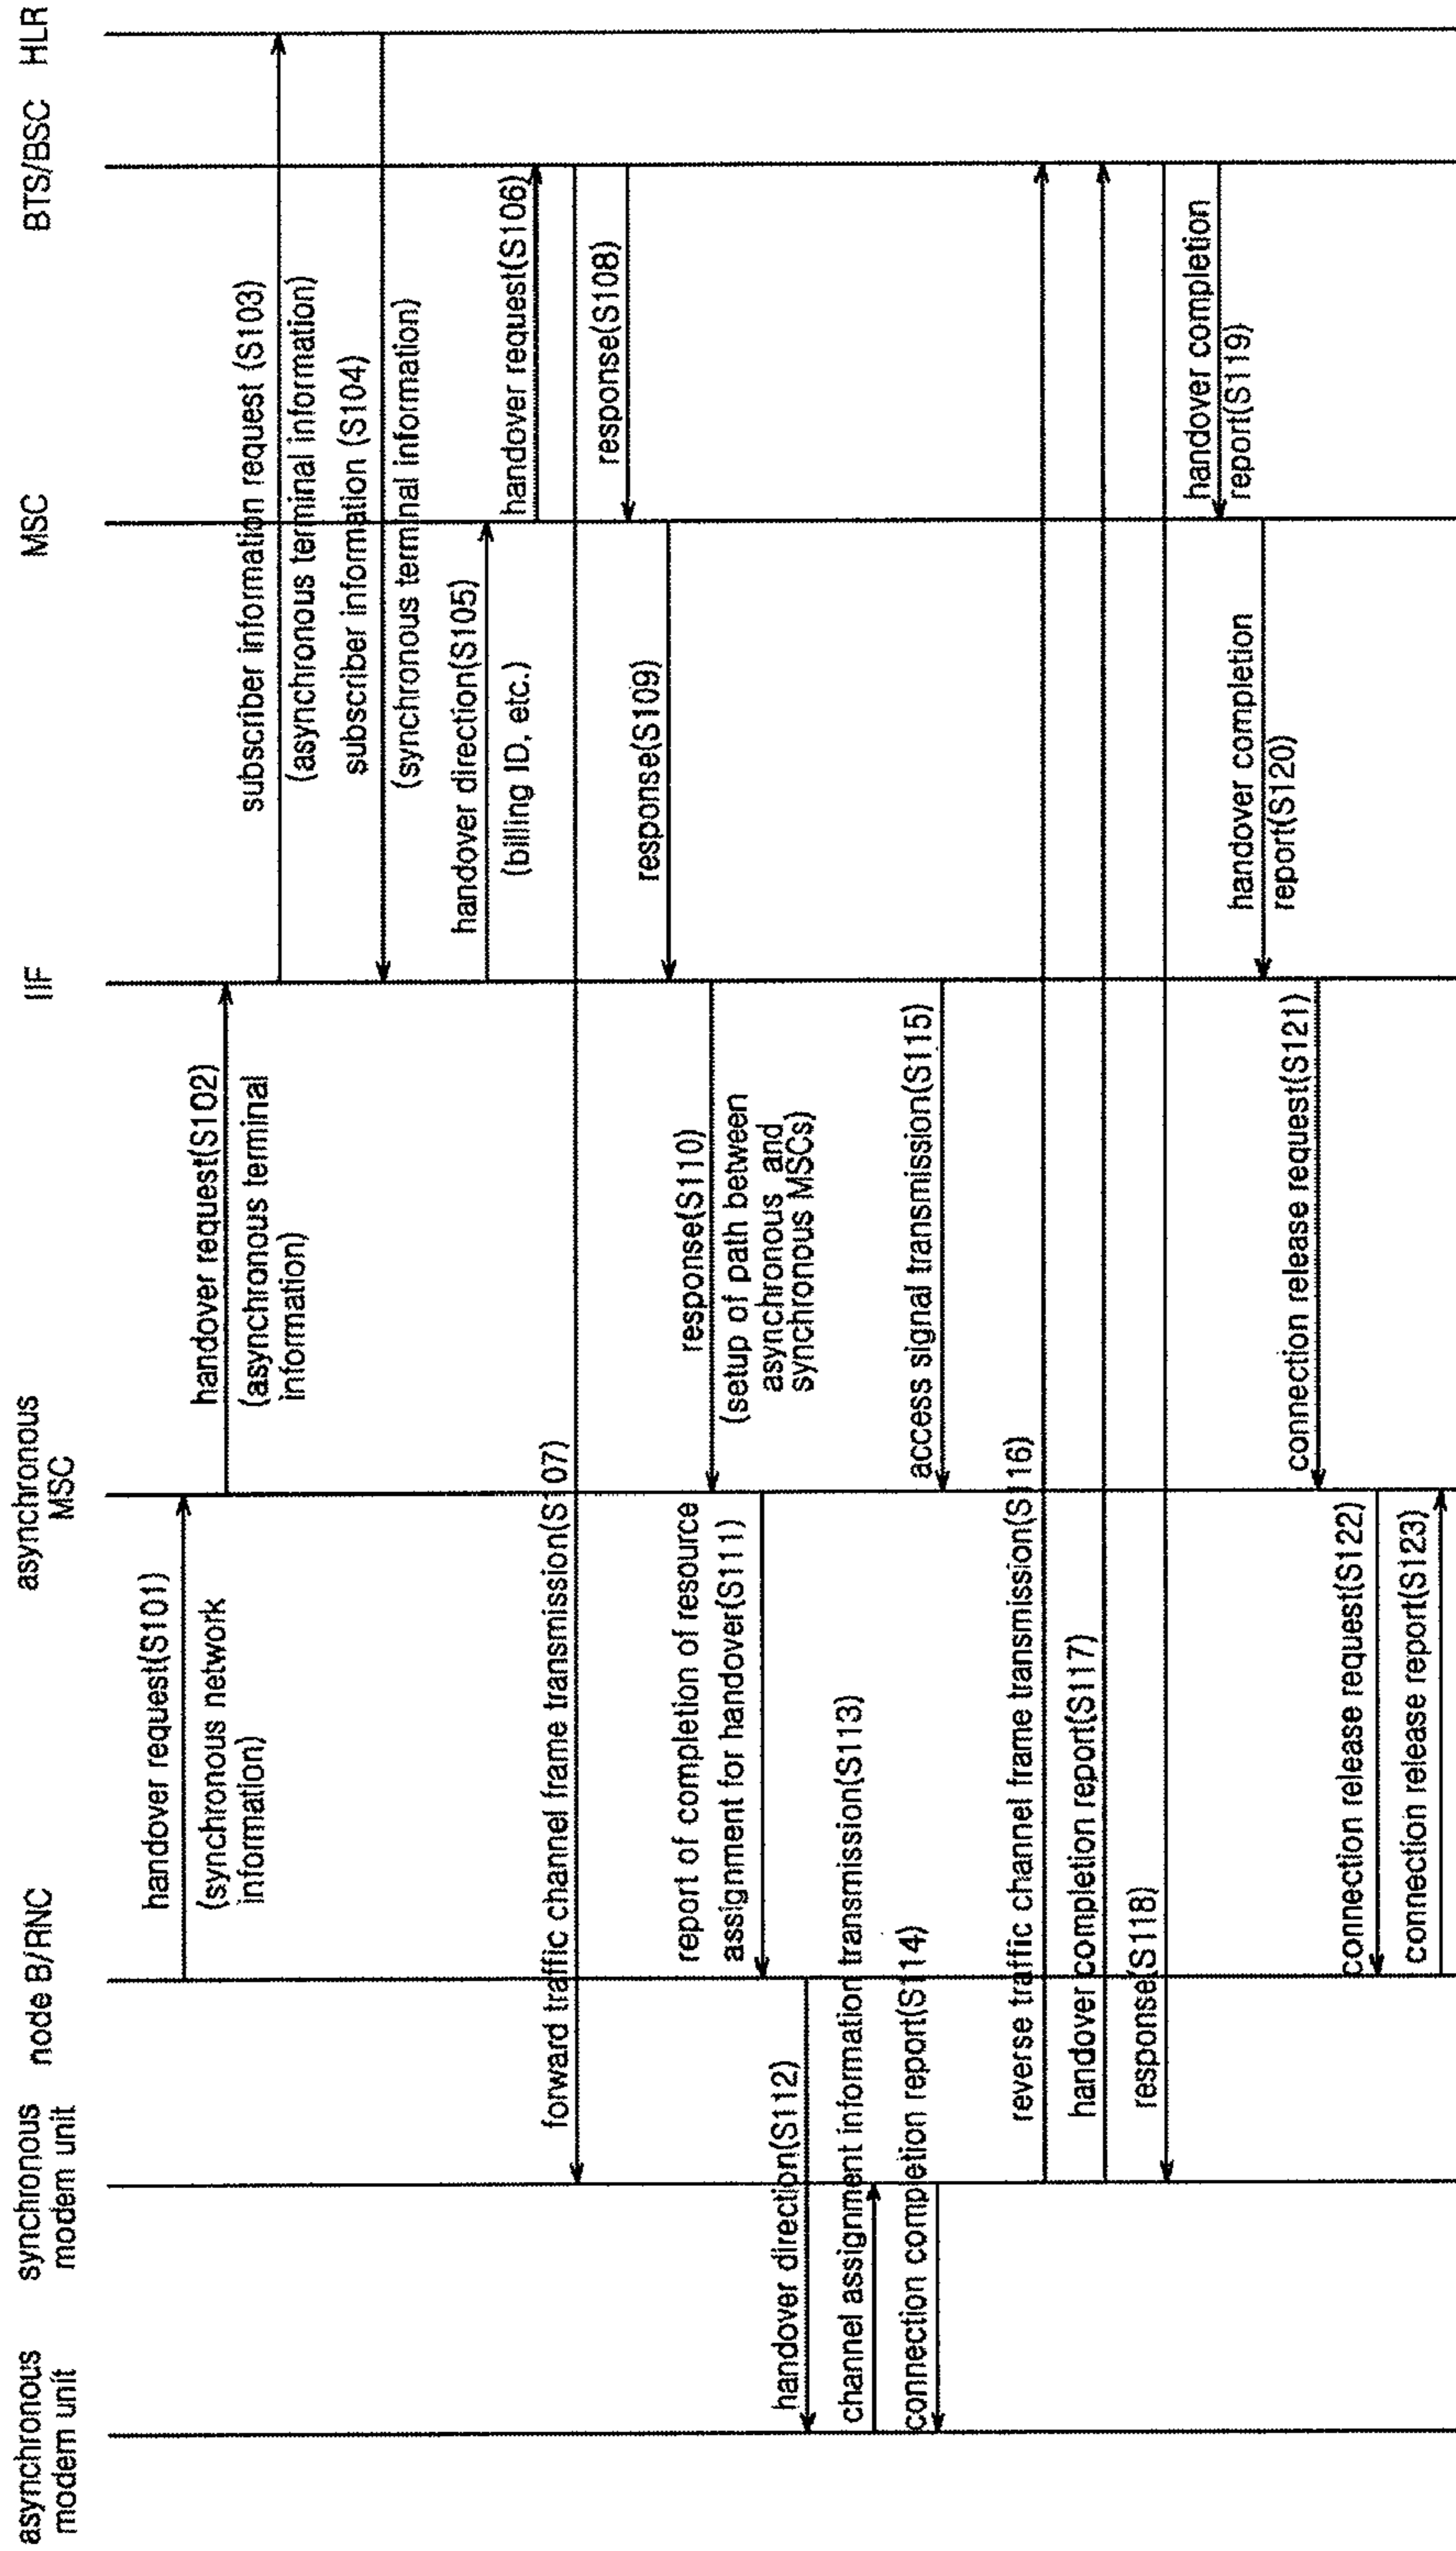 asynchronous
modem unit
synchronous
modem unit
node B/RNC
asynchronous
MSC
IIF
MSC
BTS/BSC
HLR
handover request(S101)
(synchronous network
information)
handover request(S102)
(asynchronous terminal
information)
subscriber information request (S103)
(asynchronous terminal information)
subscriber information (S104)
(synchronous terminal information)
handover direction(S105)
(billing ID, etc.)
handover request(S106)
forward traffic channel frame transmission(S107)
response(S108)
response(S109)
response(S110)
(setup of path between
asynchronous and
synchronous MSCs)
report of completion of resource
assignment for handover(S111)
handover direction(S112)
channel assignment information transmission(S113)
connection completion report(S114)
access signal transmission(S115)
reverse traffic channel frame transmission(S116)
handover completion report(S117)
response(S118)
handover completion
report(S119)
handover completion
report(S120)
connection release request(S121)
connection release request(S122)
connection release report(S123)